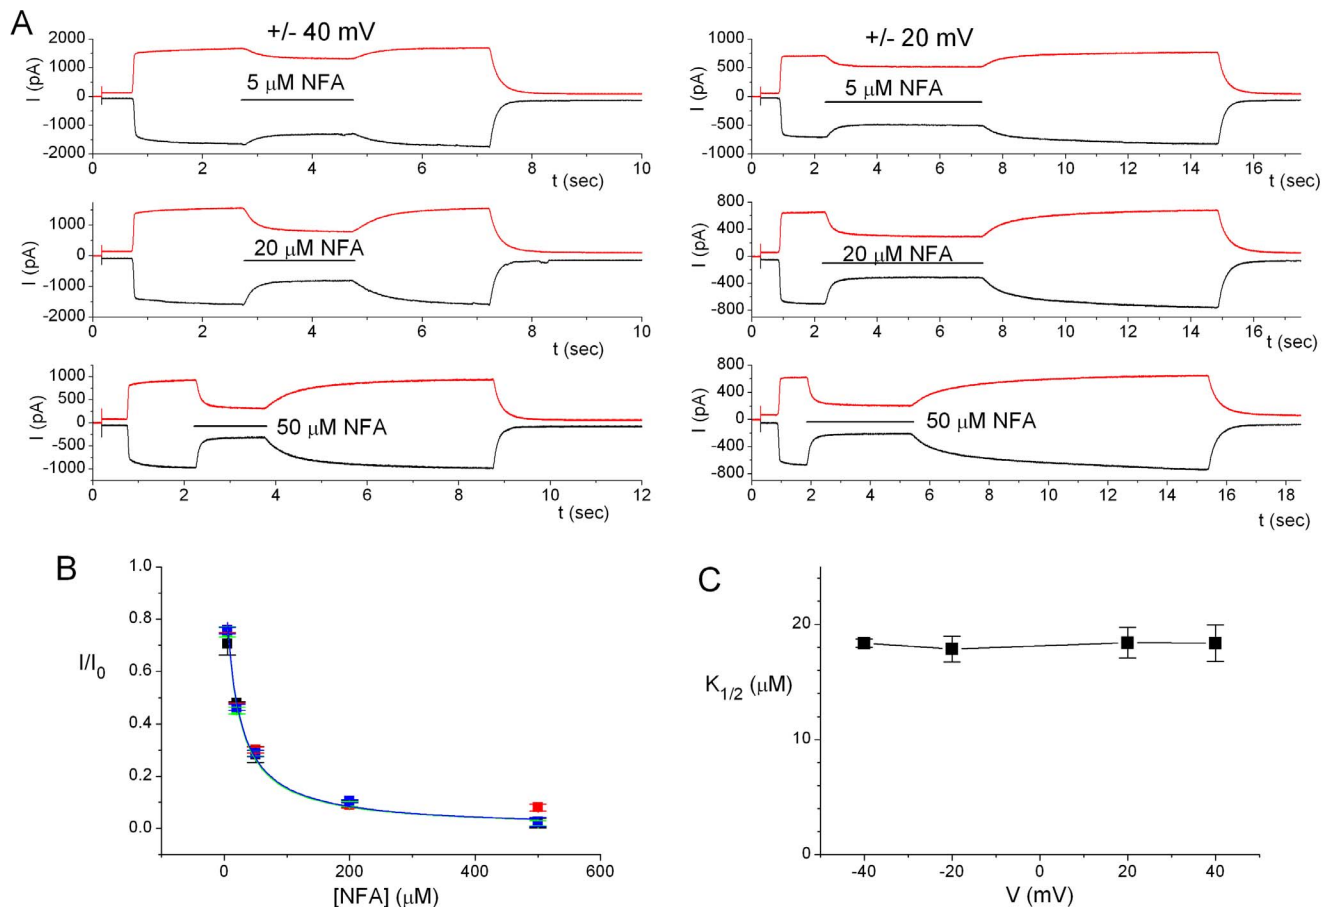 A
+/- 40 mV
I (pA)
2000
1000
0
-1000
-2000
5 μM NFA
0 2 4 6 8 10
t (sec)
I (pA)
1000
0
-1000
-2000
20 μM NFA
0 2 4 6 8 10
t (sec)
I (pA)
1000
500
0
-500
-1000
50 μM NFA
0 2 4 6 8 10 12
t (sec)
+/- 20 mV
I (pA)
1000
500
0
-500
-1000
5 μM NFA
0 2 4 6 8 10 12 14 16
t (sec)
I (pA)
800
400
0
-400
-800
20 μM NFA
0 2 4 6 8 10 12 14 16
t (sec)
I (pA)
800
400
0
-400
-800
50 μM NFA
0 2 4 6 8 10 12 14 16 18
t (sec)
B
I/I0
1.0
0.8
0.6
0.4
0.2
0.0
0 200 400 600
[NFA] (μM)
C
K1/2 (μM)
20
10
0
-40 -20 0 20 40
V (mV)